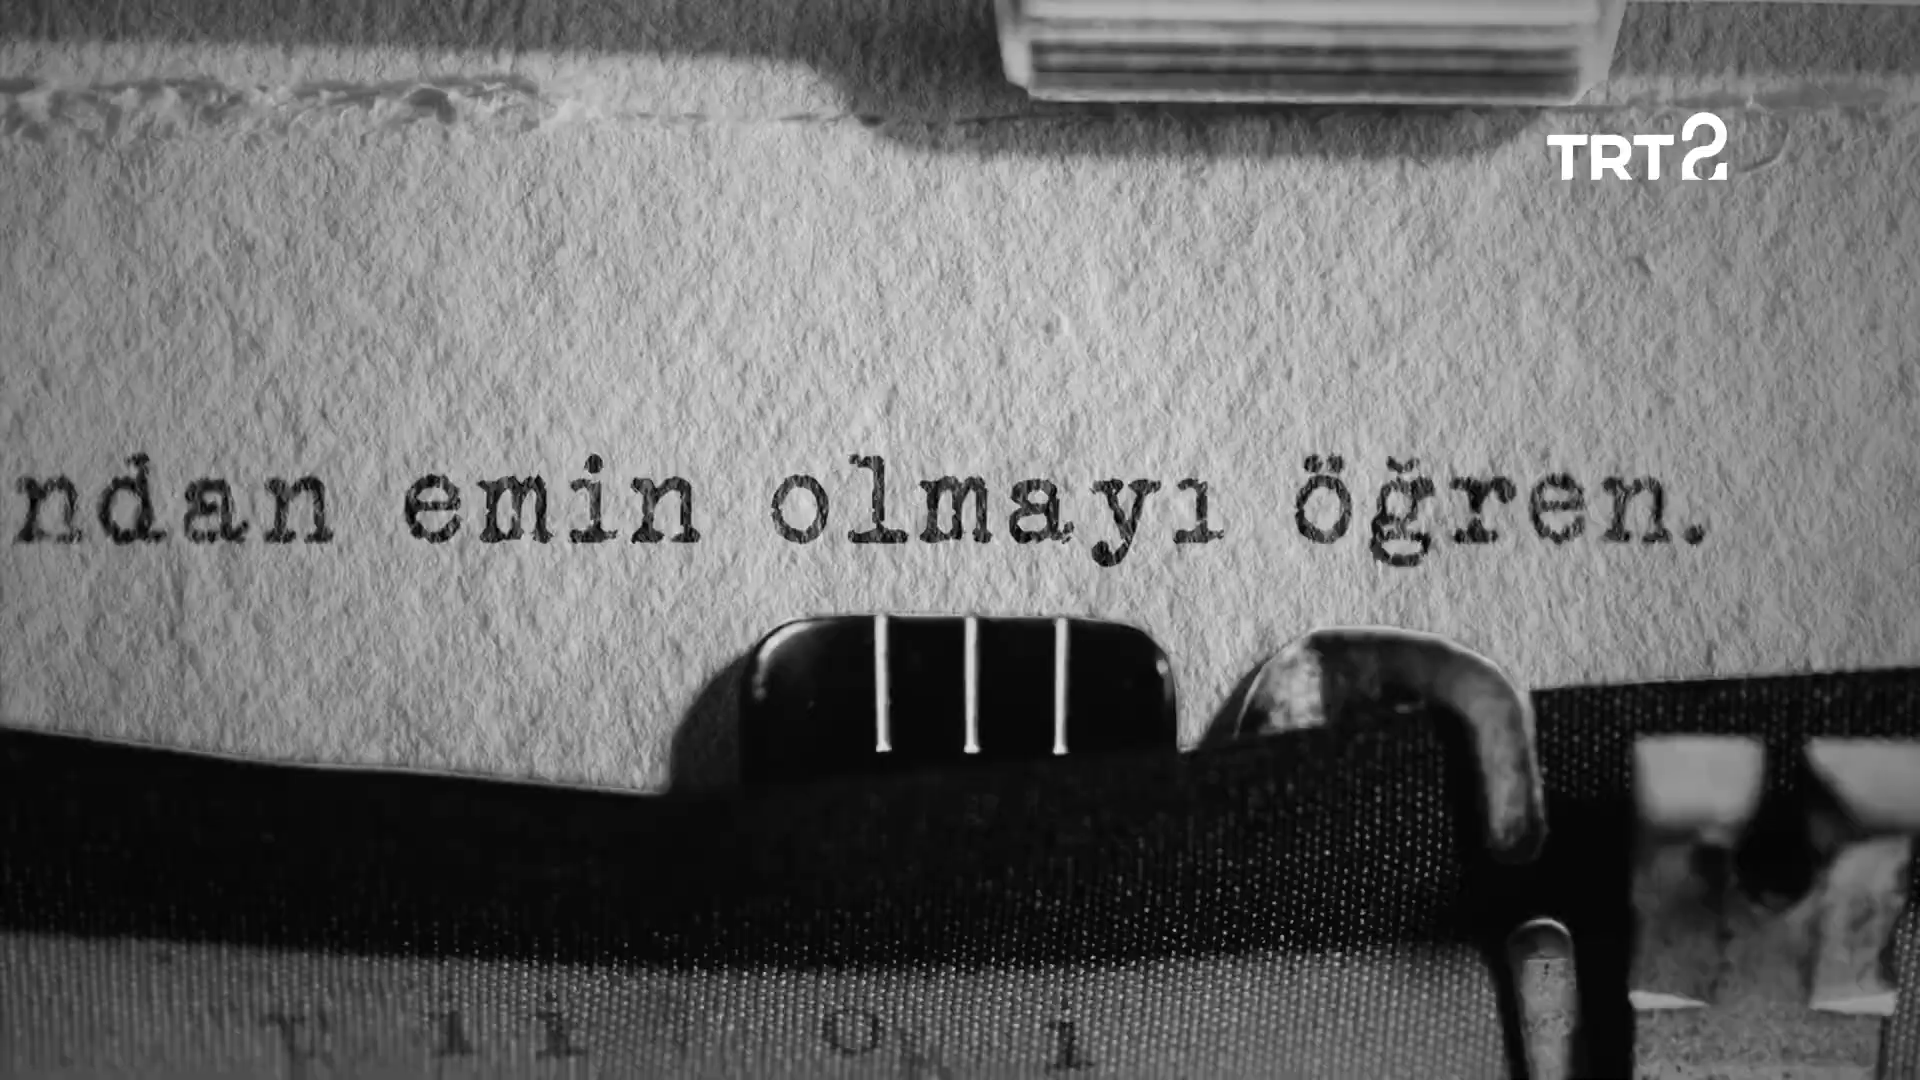 TRT2
ndan emin olmayı öğren.